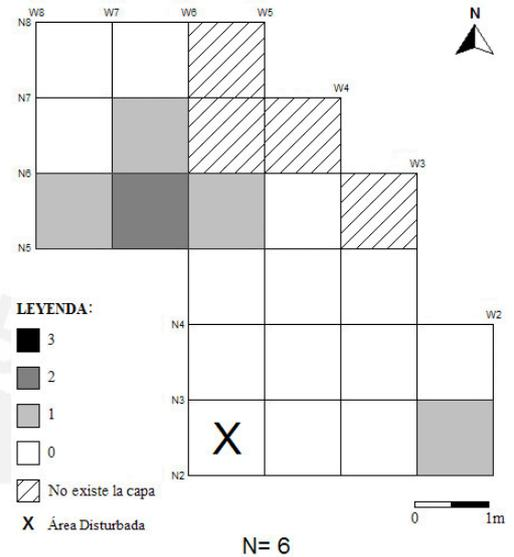 W8 W7 W6 W5
N
N8
W4
N7
W3
N6
N5
LEYENDA:
W2
3
N4
2
1
N3
0
X
No existe la capa
N2
X Área Disturbada
0 1m
N= 6